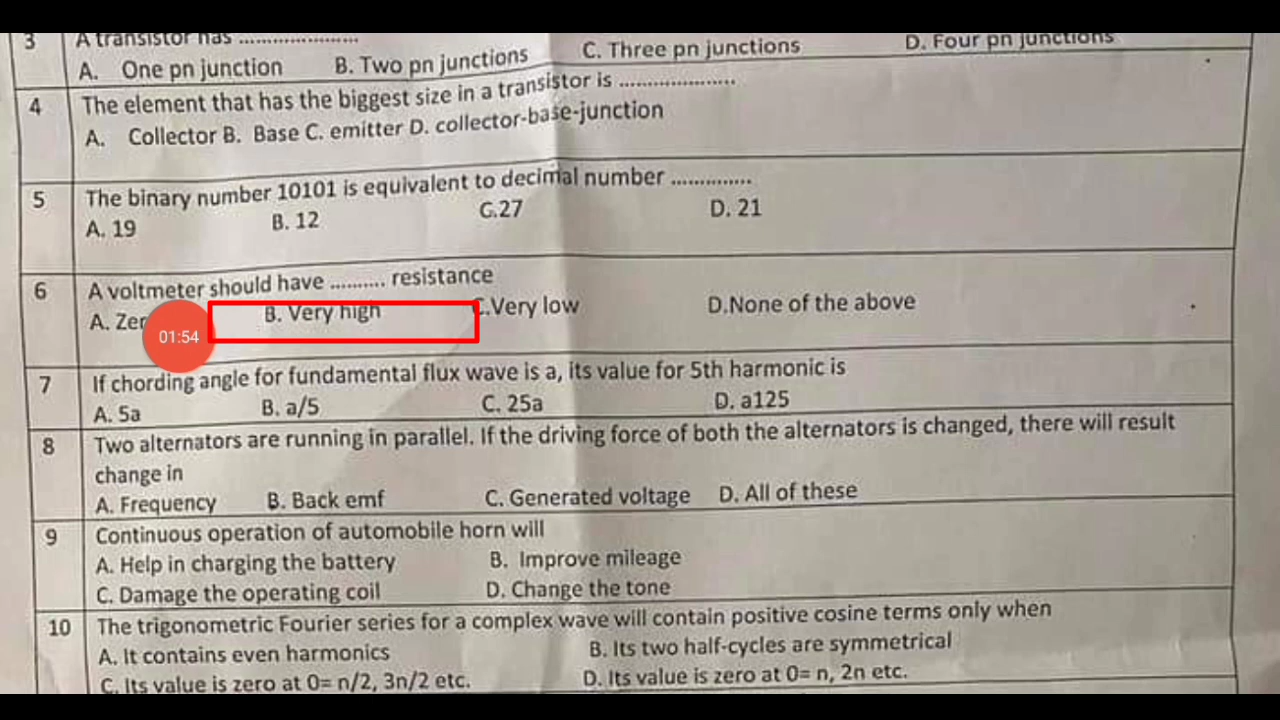 3 A transistor has .....................
A. One pn junction B. Two pn junctions C. Three pn junctions D. Four pn junctions
4 The element that has the biggest size in a transistor is ....................
A. Collector B. Base C. emitter D. collector-base-junction
5 The binary number 10101 is equivalent to decimal number ..............
A. 19 B. 12 C.27 D. 21
6 A voltmeter should have .......... resistance
A. Zer B. Very high C.Very low D.None of the above
01:54
7 If chording angle for fundamental flux wave is a, its value for 5th harmonic is
A. 5a B. a/5 C. 25a D. a125
8 Two alternators are running in parallel. If the driving force of both the alternators is changed, there will result
change in
A. Frequency B. Back emf C. Generated voltage D. All of these
9 Continuous operation of automobile horn will
A. Help in charging the battery B. Improve mileage
C. Damage the operating coil D. Change the tone
10 The trigonometric Fourier series for a complex wave will contain positive cosine terms only when
A. It contains even harmonics B. Its two half-cycles are symmetrical
C. Its value is zero at 0= n/2, 3n/2 etc. D. Its value is zero at 0= n, 2n etc.